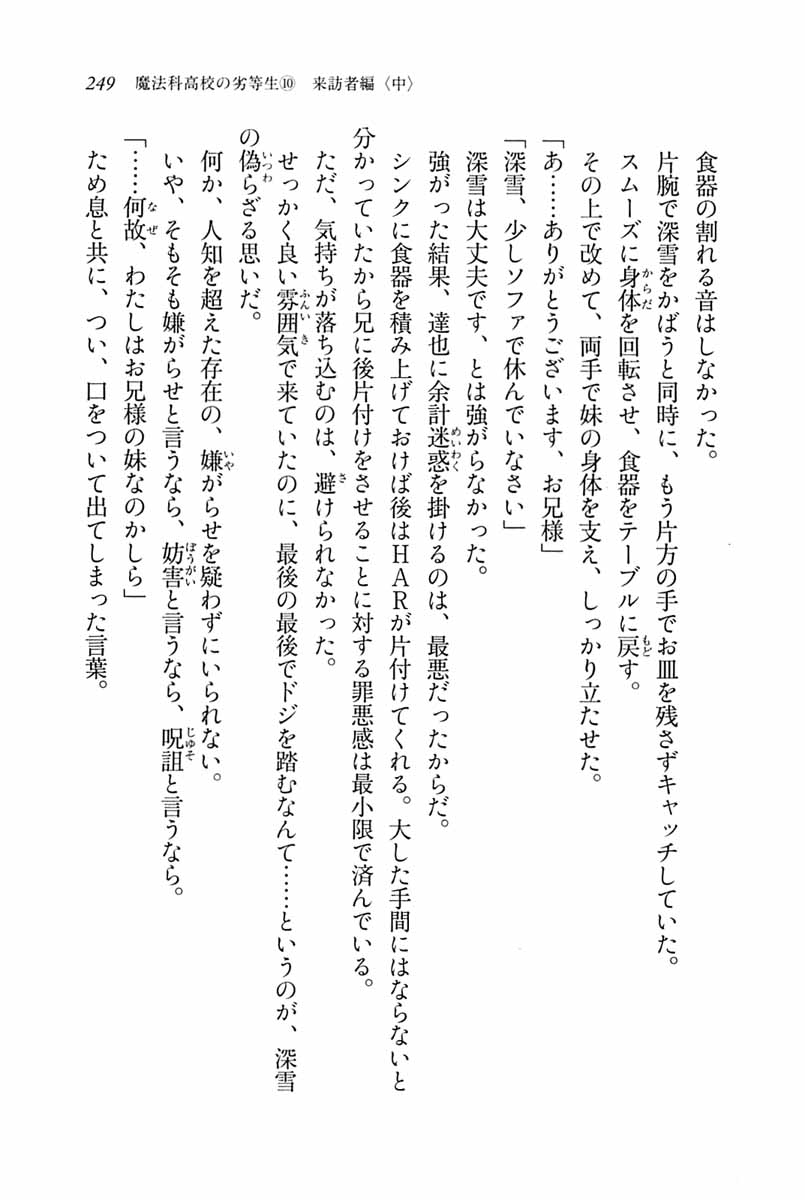 249　魔法科高校の劣等生⑩　来訪者編〈中〉
食器の割れる音はしなかった。
片腕で深雪をかばうと同時に、もう片方の手でお皿を残さずキャッチしていた。
スムーズに身体を回転させ、食器をテーブルに戻す。
その上で改めて、両手で妹の身体を支え、しっかり立たせた。
「あ……ありがとうございます、お兄様」
「深雪、少しソファで休んでいなさい」
深雪は大丈夫です、とは強がらなかった。
強がった結果、達也に余計迷惑を掛けるのは、最悪だったからだ。
シンクに食器を積み上げておけば後はＨＡＲが片付けてくれる。大した手間にはならないと
分かっていたから兄に後片付けをさせることに対する罪悪感は最小限で済んでいる。
ただ、気持ちが落ち込むのは、避けられなかった。
せっかく良い雰囲気で来ていたのに、最後の最後でドジを踏むなんて……というのが、深雪
の偽らざる思いだ。
何か、人知を超えた存在の、嫌がらせを疑わずにいられない。
いや、そもそも嫌がらせと言うなら、妨害と言うなら、呪詛と言うなら。
「……何故、わたしはお兄様の妹なのかしら」
ため息と共に、つい、口をついて出てしまった言葉。